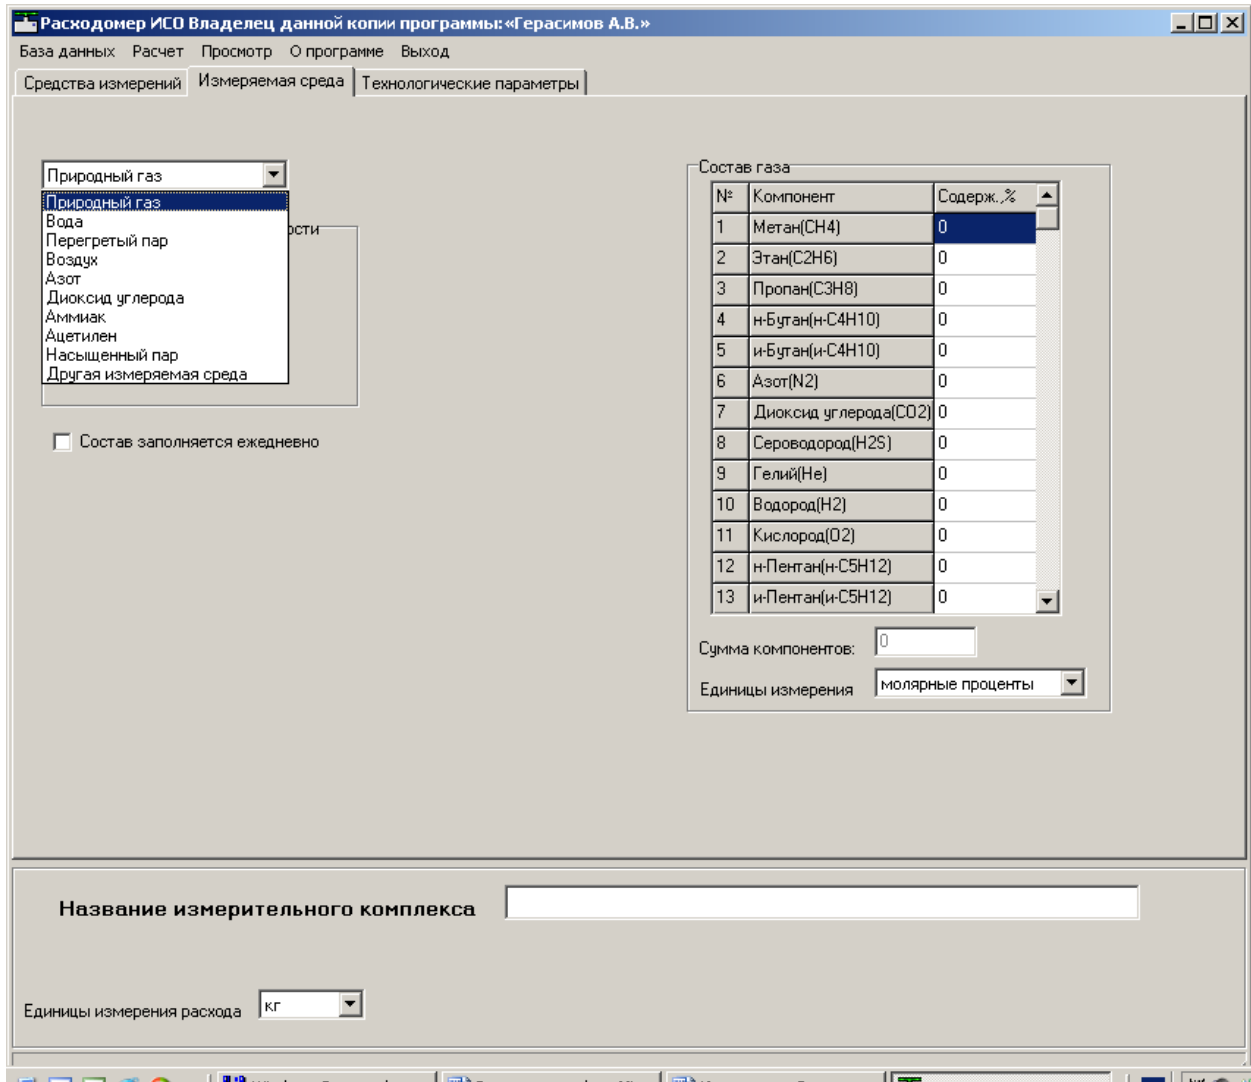 Расходомер ИСО Владелец данной копии программы:«Герасимов А.В.»
База данных Расчет Просмотр О программе Выход
Средства измерений Измеряемая среда Технологические параметры
Природный газ
Природный газ
Вода
Перегретый пар
Воздух
Азот
Диоксид углерода
Аммиак
Ацетилен
Насыщенный пар
Другая измеряемая среда
Состав заполняется ежедневно
Состав газа
№ Компонент Содерж.,%
1 Метан(CH4) 0
2 Этан(C2H6) 0
3 Пропан(C3H8) 0
4 н-Бутан(н-C4H10) 0
5 и-Бутан(и-C4H10) 0
6 Азот(N2) 0
7 Диоксид углерода(CO2) 0
8 Сероводород(H2S) 0
9 Гелий(He) 0
10 Водород(H2) 0
11 Кислород(O2) 0
12 н-Пентан(н-C5H12) 0
13 и-Пентан(и-C5H12) 0
Сумма компонентов: 0
Единицы измерения молярные проценты
Название измерительного комплекса
Единицы измерения расхода кг